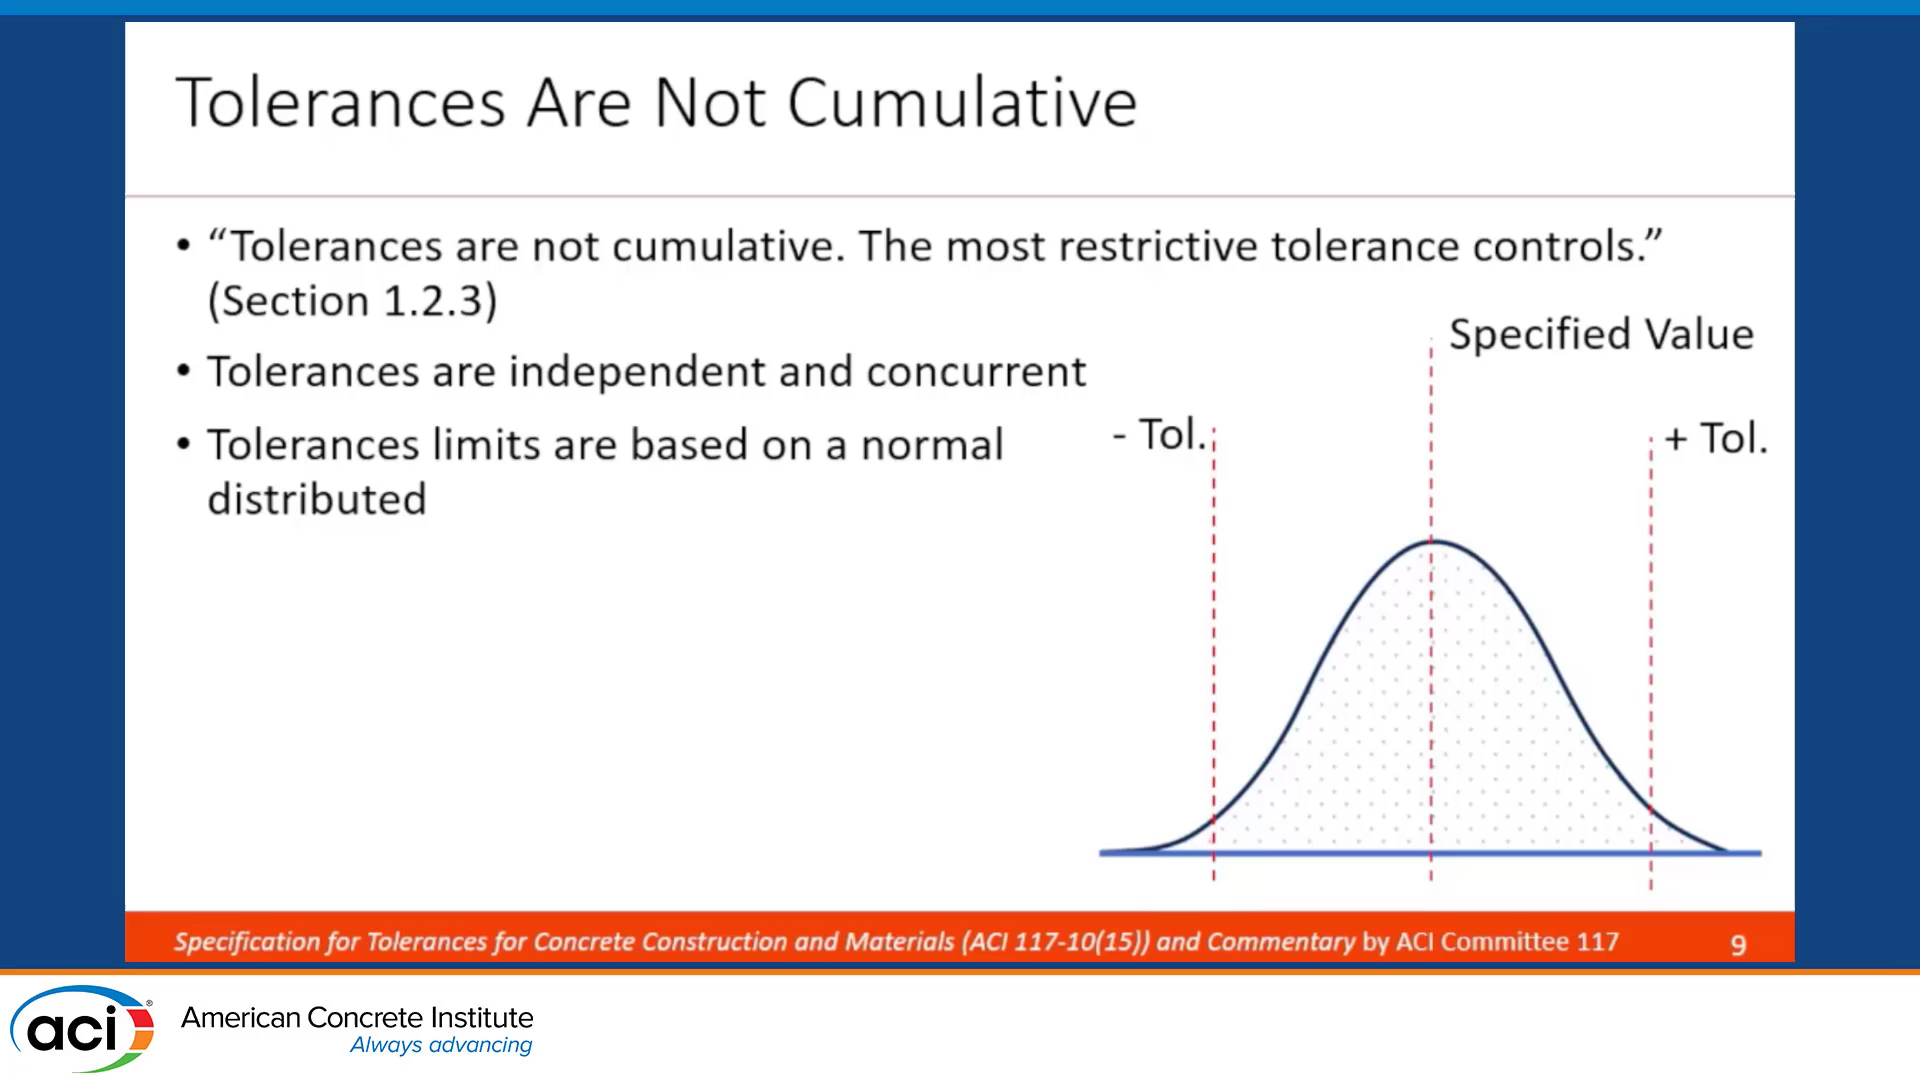 Tolerances Are Not Cumulative
• “Tolerances are not cumulative. The most restrictive tolerance controls.”
(Section 1.2.3)
• Tolerances are independent and concurrent
• Tolerances limits are based on a normal
distributed
Specified Value
- Tol.
+ Tol.
Specification for Tolerances for Concrete Construction and Materials (ACI 117-10(15)) and Commentary by ACI Committee 117
9
aci®
American Concrete Institute
Always advancing